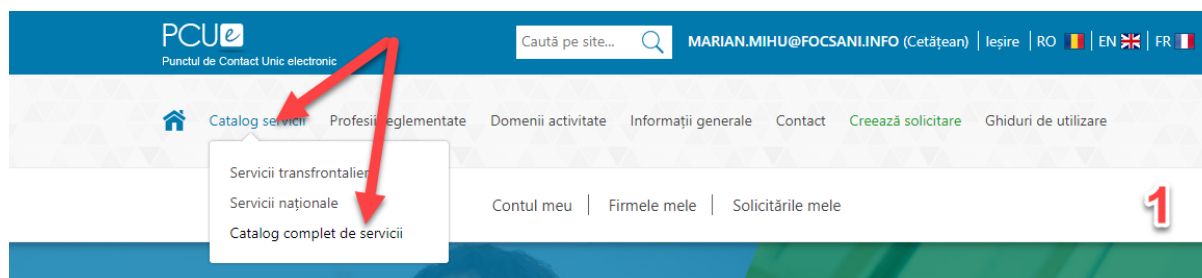 PCUe
Punctul de Contact Unic electronic
Caută pe site...
MARIAN.MIHU@FOCSANI.INFO (Cetățean) | Ieșire | RO | EN | FR
Catalog servicii Profesii reglementate Domenii activitate Informații generale Contact Creează solicitare Ghiduri de utilizare
Servicii transfrontaliere
Servicii naționale
Catalog complet de servicii
Contul meu | Firmele mele | Solicitările mele
1